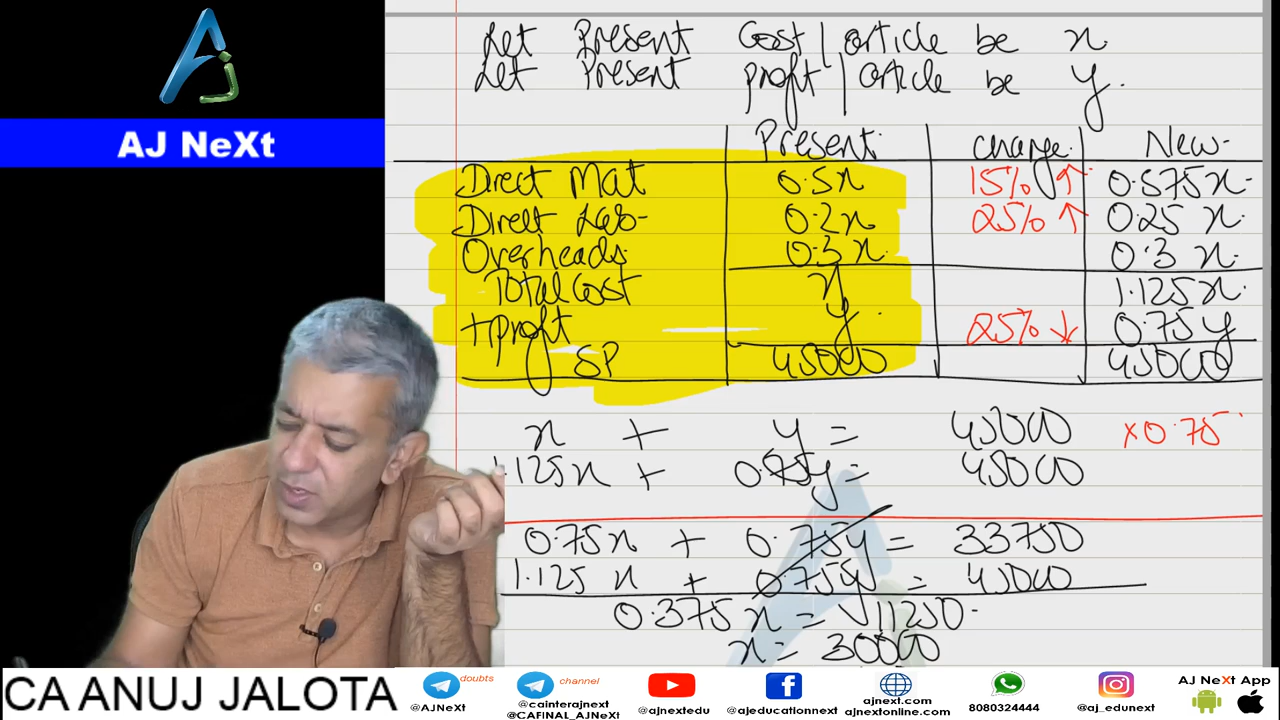 Let Present Cost | article be x.
Let Present profit | article be y.
Present change New
Direct Mat 0.5x 15% ↑ 0.575x
Direct Lab 0.2x 25% ↑ 0.25x
Overheads 0.3x 0.3x
Total Cost x 1.125x
+ profit y 25% ↓ 0.75y
SP 45000 45000
x + y = 45000 ×0.75
1.125x + 0.75y = 45000
0.75x + 0.75y = 33750
1.125x + 0.75y = 45000
0.375x = 11250
x = 30000
AJ NeXt
CA ANUJ JALOTA
doubts
@AJNeXt
channel
@cainterajnext
@CAFINAL_AJNeXt
@ajnextedu
@ajeducationnext
ajnext.com
ajnextonline.com
8080324444
@aj_edunext
AJ NeXt App